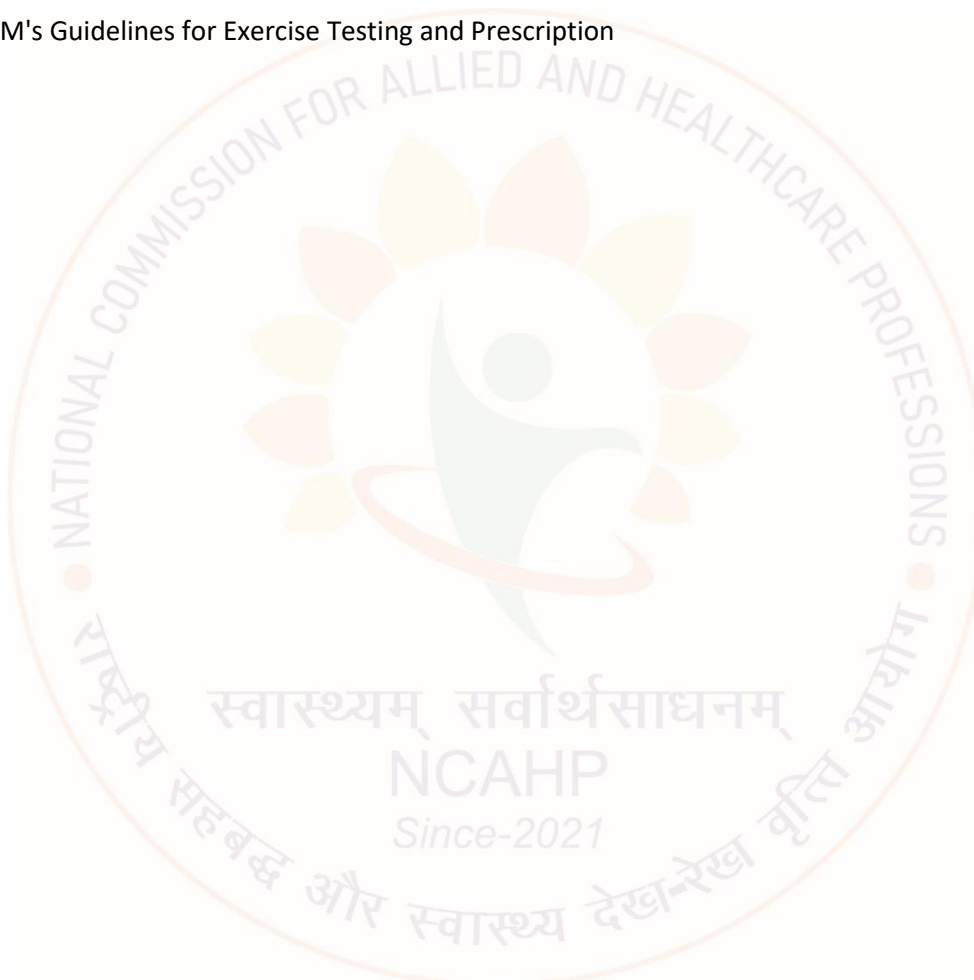 M's Guidelines for Exercise Testing and Prescription
NATIONAL COMMISSION FOR ALLIED AND HEALTHCARE PROFESSIONS
स्वास्थ्यम् सर्वार्थसाधनम्
NCAHP
Since-2021
राष्ट्रीय सहबद्ध और स्वास्थ्य देख-रेख वृत्ति आयोग